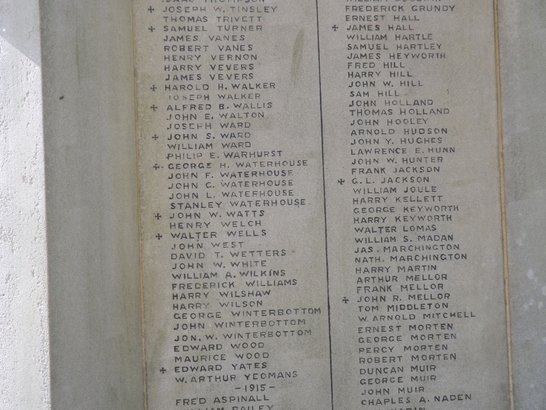 THOMPSON
+ JOSEPH W. TINSLEY
THOMAS TRIVETT
+ SAMUEL TURNER
JAMES VANES
ROBERT VANES
HENRY VERNON
HARRY VEVERS
JAMES VEVERS
+ HAROLD H. WALKER
JOSEPH WALKER
+ ALFRED B. WALLIS
JOHN E. WALTON
JOSEPH WARD
+ JOHN S. WARD
WILLIAM WARD
PHILIP E. WARHURST
+ GEORGE H. WATERHOUSE
JOHN F. WATERHOUSE
JOHN G. WATERHOUSE
JOHN L. WATERHOUSE
STANLEY WATERHOUSE
+ JOHN W. WATTS
HENRY WELCH
+ WALTER WELLS
JOHN WEST
DAVID T. WETTERS
JOHN W. WHITE
WILLIAM A. WILKINS
FREDERICK WILLIAMS
HARRY WILSHAW
HARRY WILSON
GEORGE WINTERBOTTOM
JOHN WINTERBOTTOM
JON. W. WINTERBOTTOM
EDWARD WOOD
MAURICE WOOD
+ EDWARD YATES
W. ARTHUR YEOMANS
-1915-
FRED ASPINALL
FREDERICK GRUNDY
ERNEST HALL
+ JAMES HALL
WILLIAM HARTLE
SAMUEL HARTLEY
JAMES HEYWORTH
FRED HILL
HARRY HILL
JOHN W. HILL
SAM HILL
JOHN HOLLAND
THOMAS HOLLAND
JOHN HOOLEY
ARNOLD HUDSON
JOHN Y. HUGHES
LAWRENCE E. HUNN
JOHN W. HUNTER
FRANK JACKSON
+ G. L. JACKSON
WILLIAM JOULE
HARRY KELLETT
GEORGE KEYWORTH
HARRY KEYWORTH
WALTER LOMAS
WILLIAM S. MADAN
JAS. MARCHINGTON
NATH. MARCHINGTON
HARRY MARTIN
ARTHUR MELLOR
FRANK MELLOR
+ JOHN R. MELLOR
TOM MIDDLETON
W. ARNOLD MITCHELL
ERNEST MORTEN
GEORGE MORTEN
PERCY MORTEN
ROBERT MORTEN
DUNCAN MUIR
GEORGE MUIR
JOHN MUIR
CHARLES A. NADEN